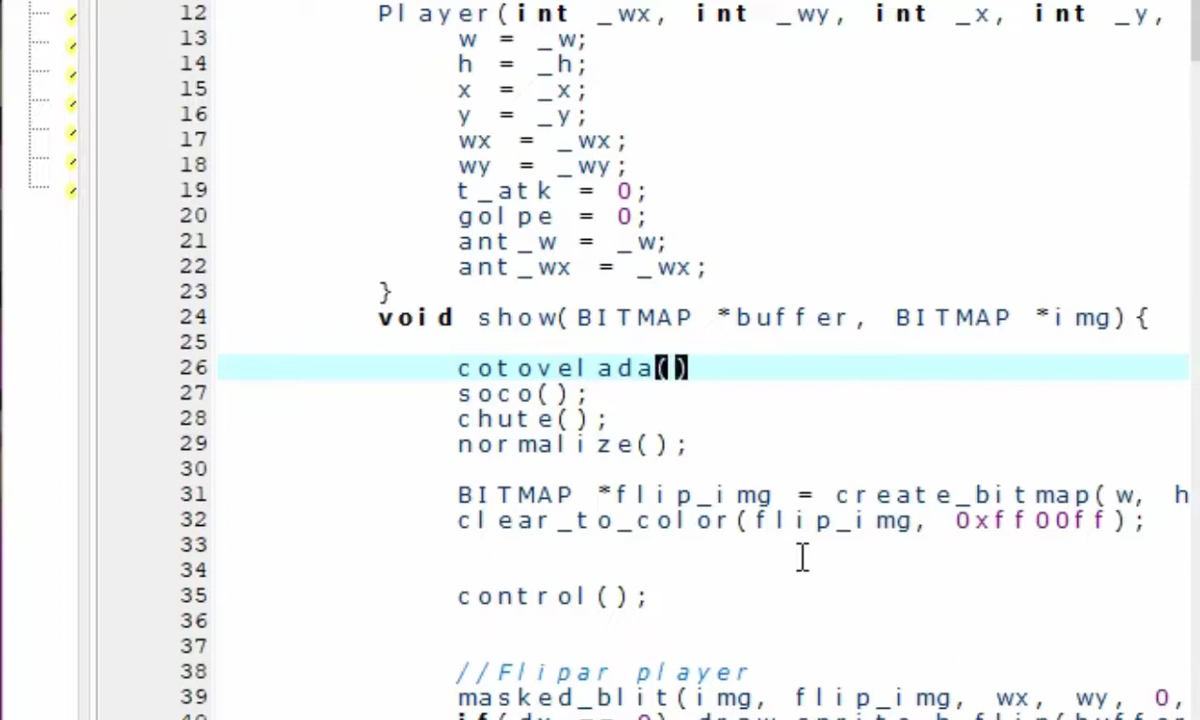 12 Player(int _wx, int _wy, int _x, int _y,
13 w = _w;
14 h = _h;
15 x = _x;
16 y = _y;
17 wx = _wx;
18 wy = _wy;
19 t_atk = 0;
20 golpe = 0;
21 ant_w = _w;
22 ant_wx = _wx;
23 }
24 void show(BITMAP *buffer, BITMAP *img){
25
26 cotovelada()
27 soco();
28 chute();
29 normalize();
30
31 BITMAP *flip_img = create_bitmap(w, h
32 clear_to_color(flip_img, 0xff00ff);
33
34
35 control();
36
37
38 //Flipar player
39 masked_blit(img, flip_img, wx, wy, 0,